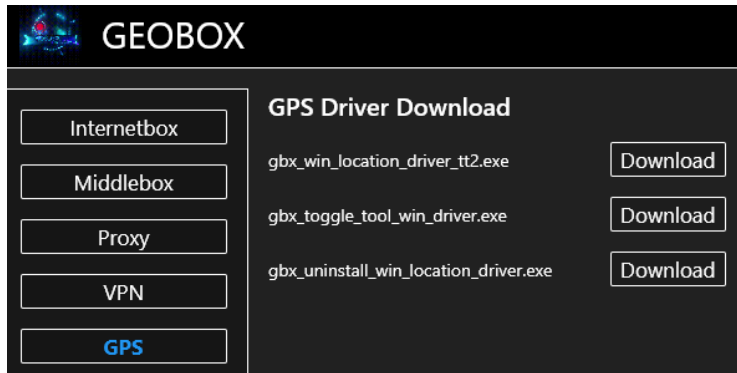 GEOBOX
Internetbox
Middlebox
Proxy
VPN
GPS
GPS Driver Download
gbx_win_location_driver_tt2.exe Download
gbx_toggle_tool_win_driver.exe Download
gbx_uninstall_win_location_driver.exe Download